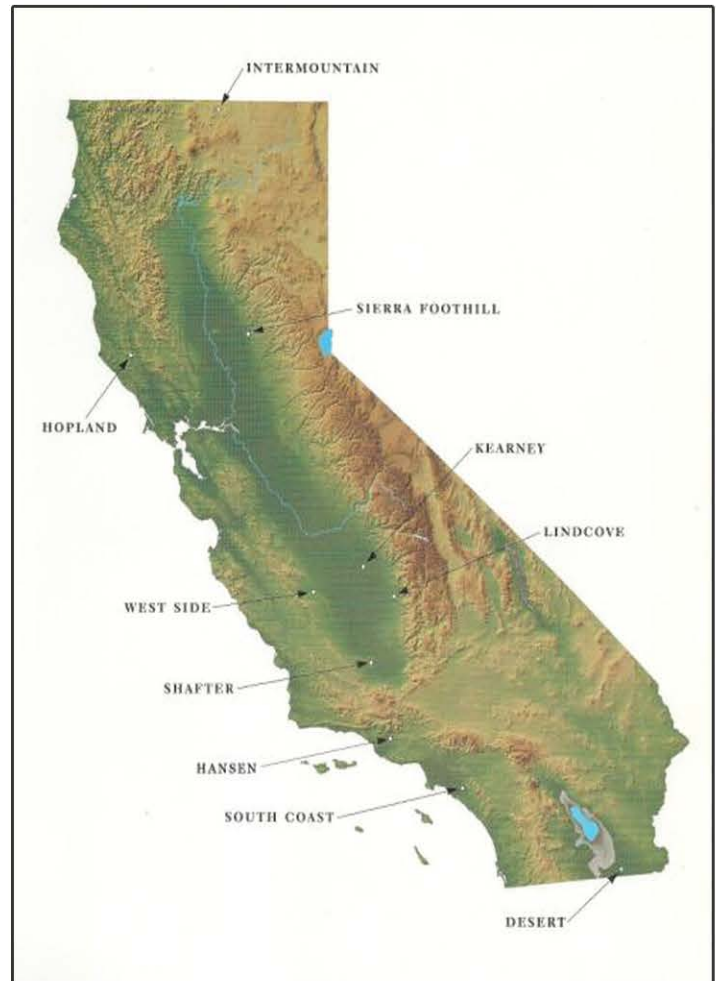 INTERMOUNTAIN
SIERRA FOOTHILL
HOPLAND
KEARNEY
LINDCOVE
WEST SIDE
SHAFTER
HANSEN
SOUTH COAST
DESERT